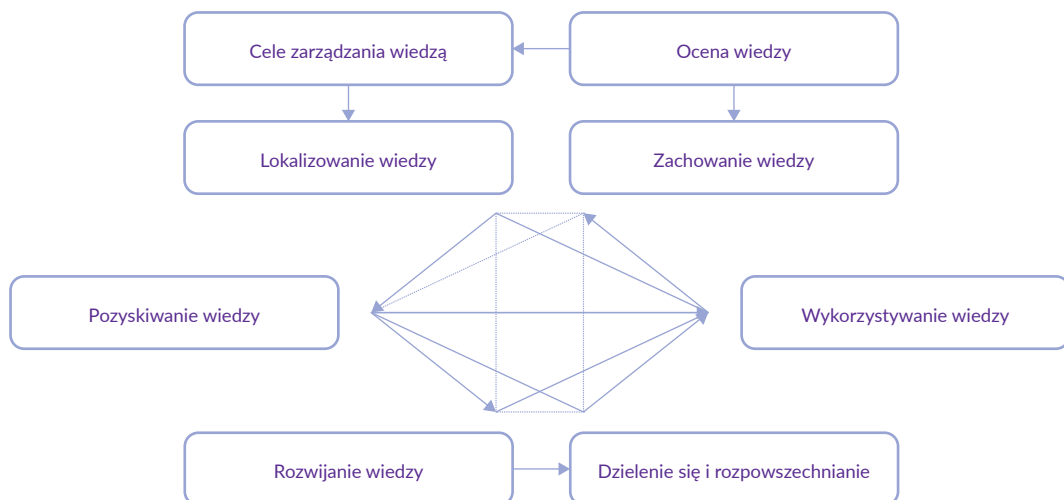 Cele zarządzania wiedzą
Ocena wiedzy
Lokalizowanie wiedzy
Zachowanie wiedzy
Pozyskiwanie wiedzy
Wykorzystywanie wiedzy
Rozwijanie wiedzy
Dzielenie się i rozpowszechnianie